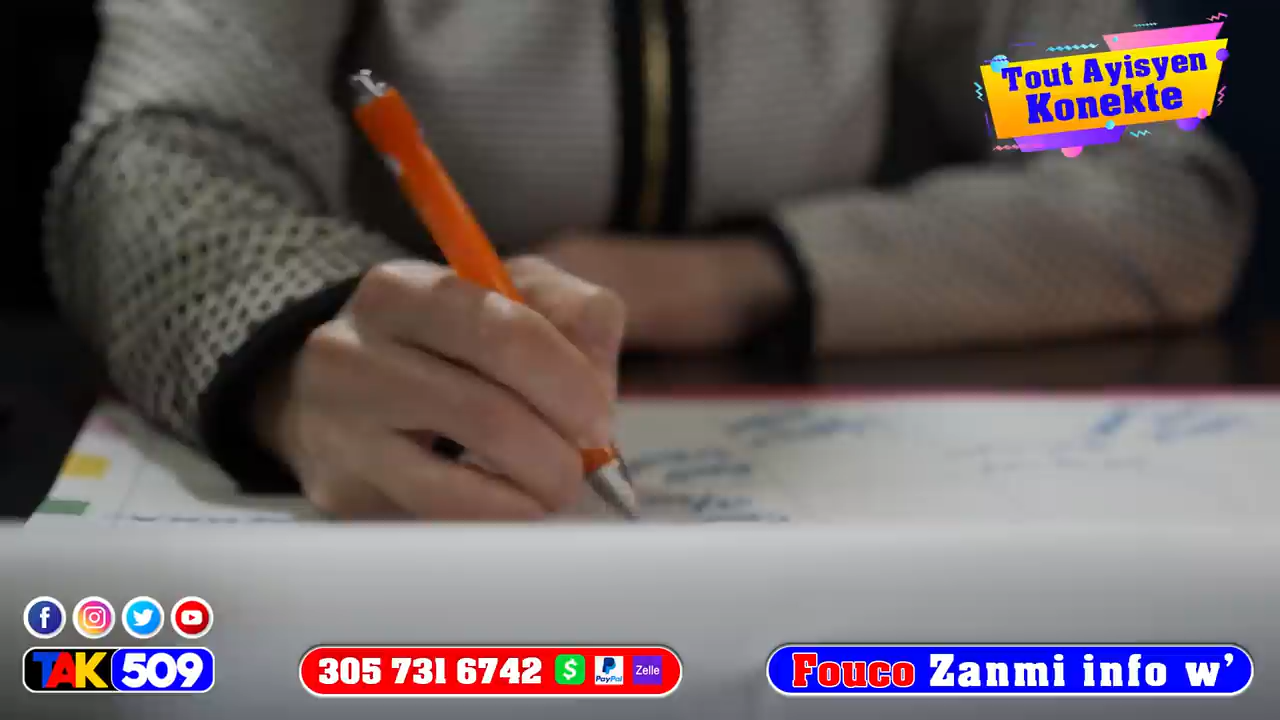 Tout Ayisyen
Konekte
TAK 509
305 731 6742
PayPal
Zelle
Fouco Zanmi info w’